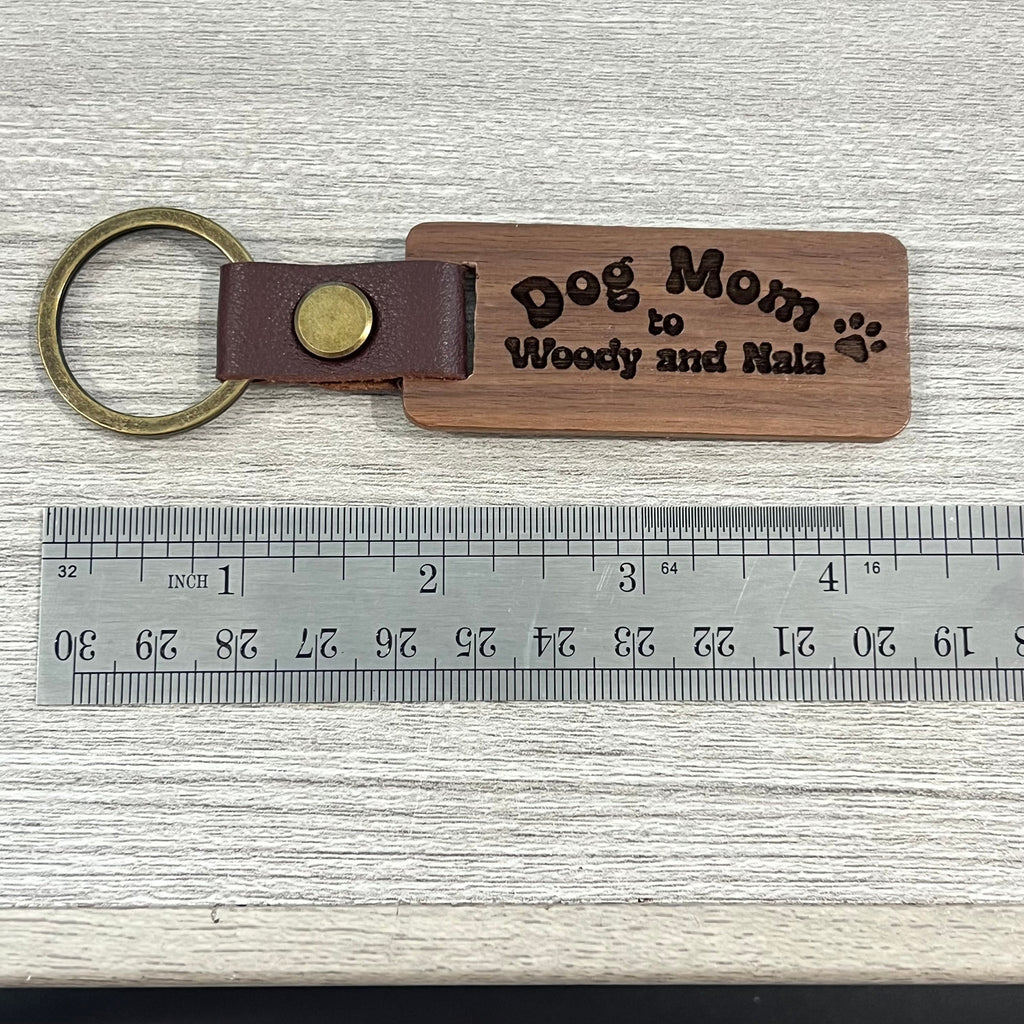 Dog Mom
to
Woody and Nala
32 INCH 1 2 3 64 4 16
30 29 28 27 26 25 24 23 22 21 20 19